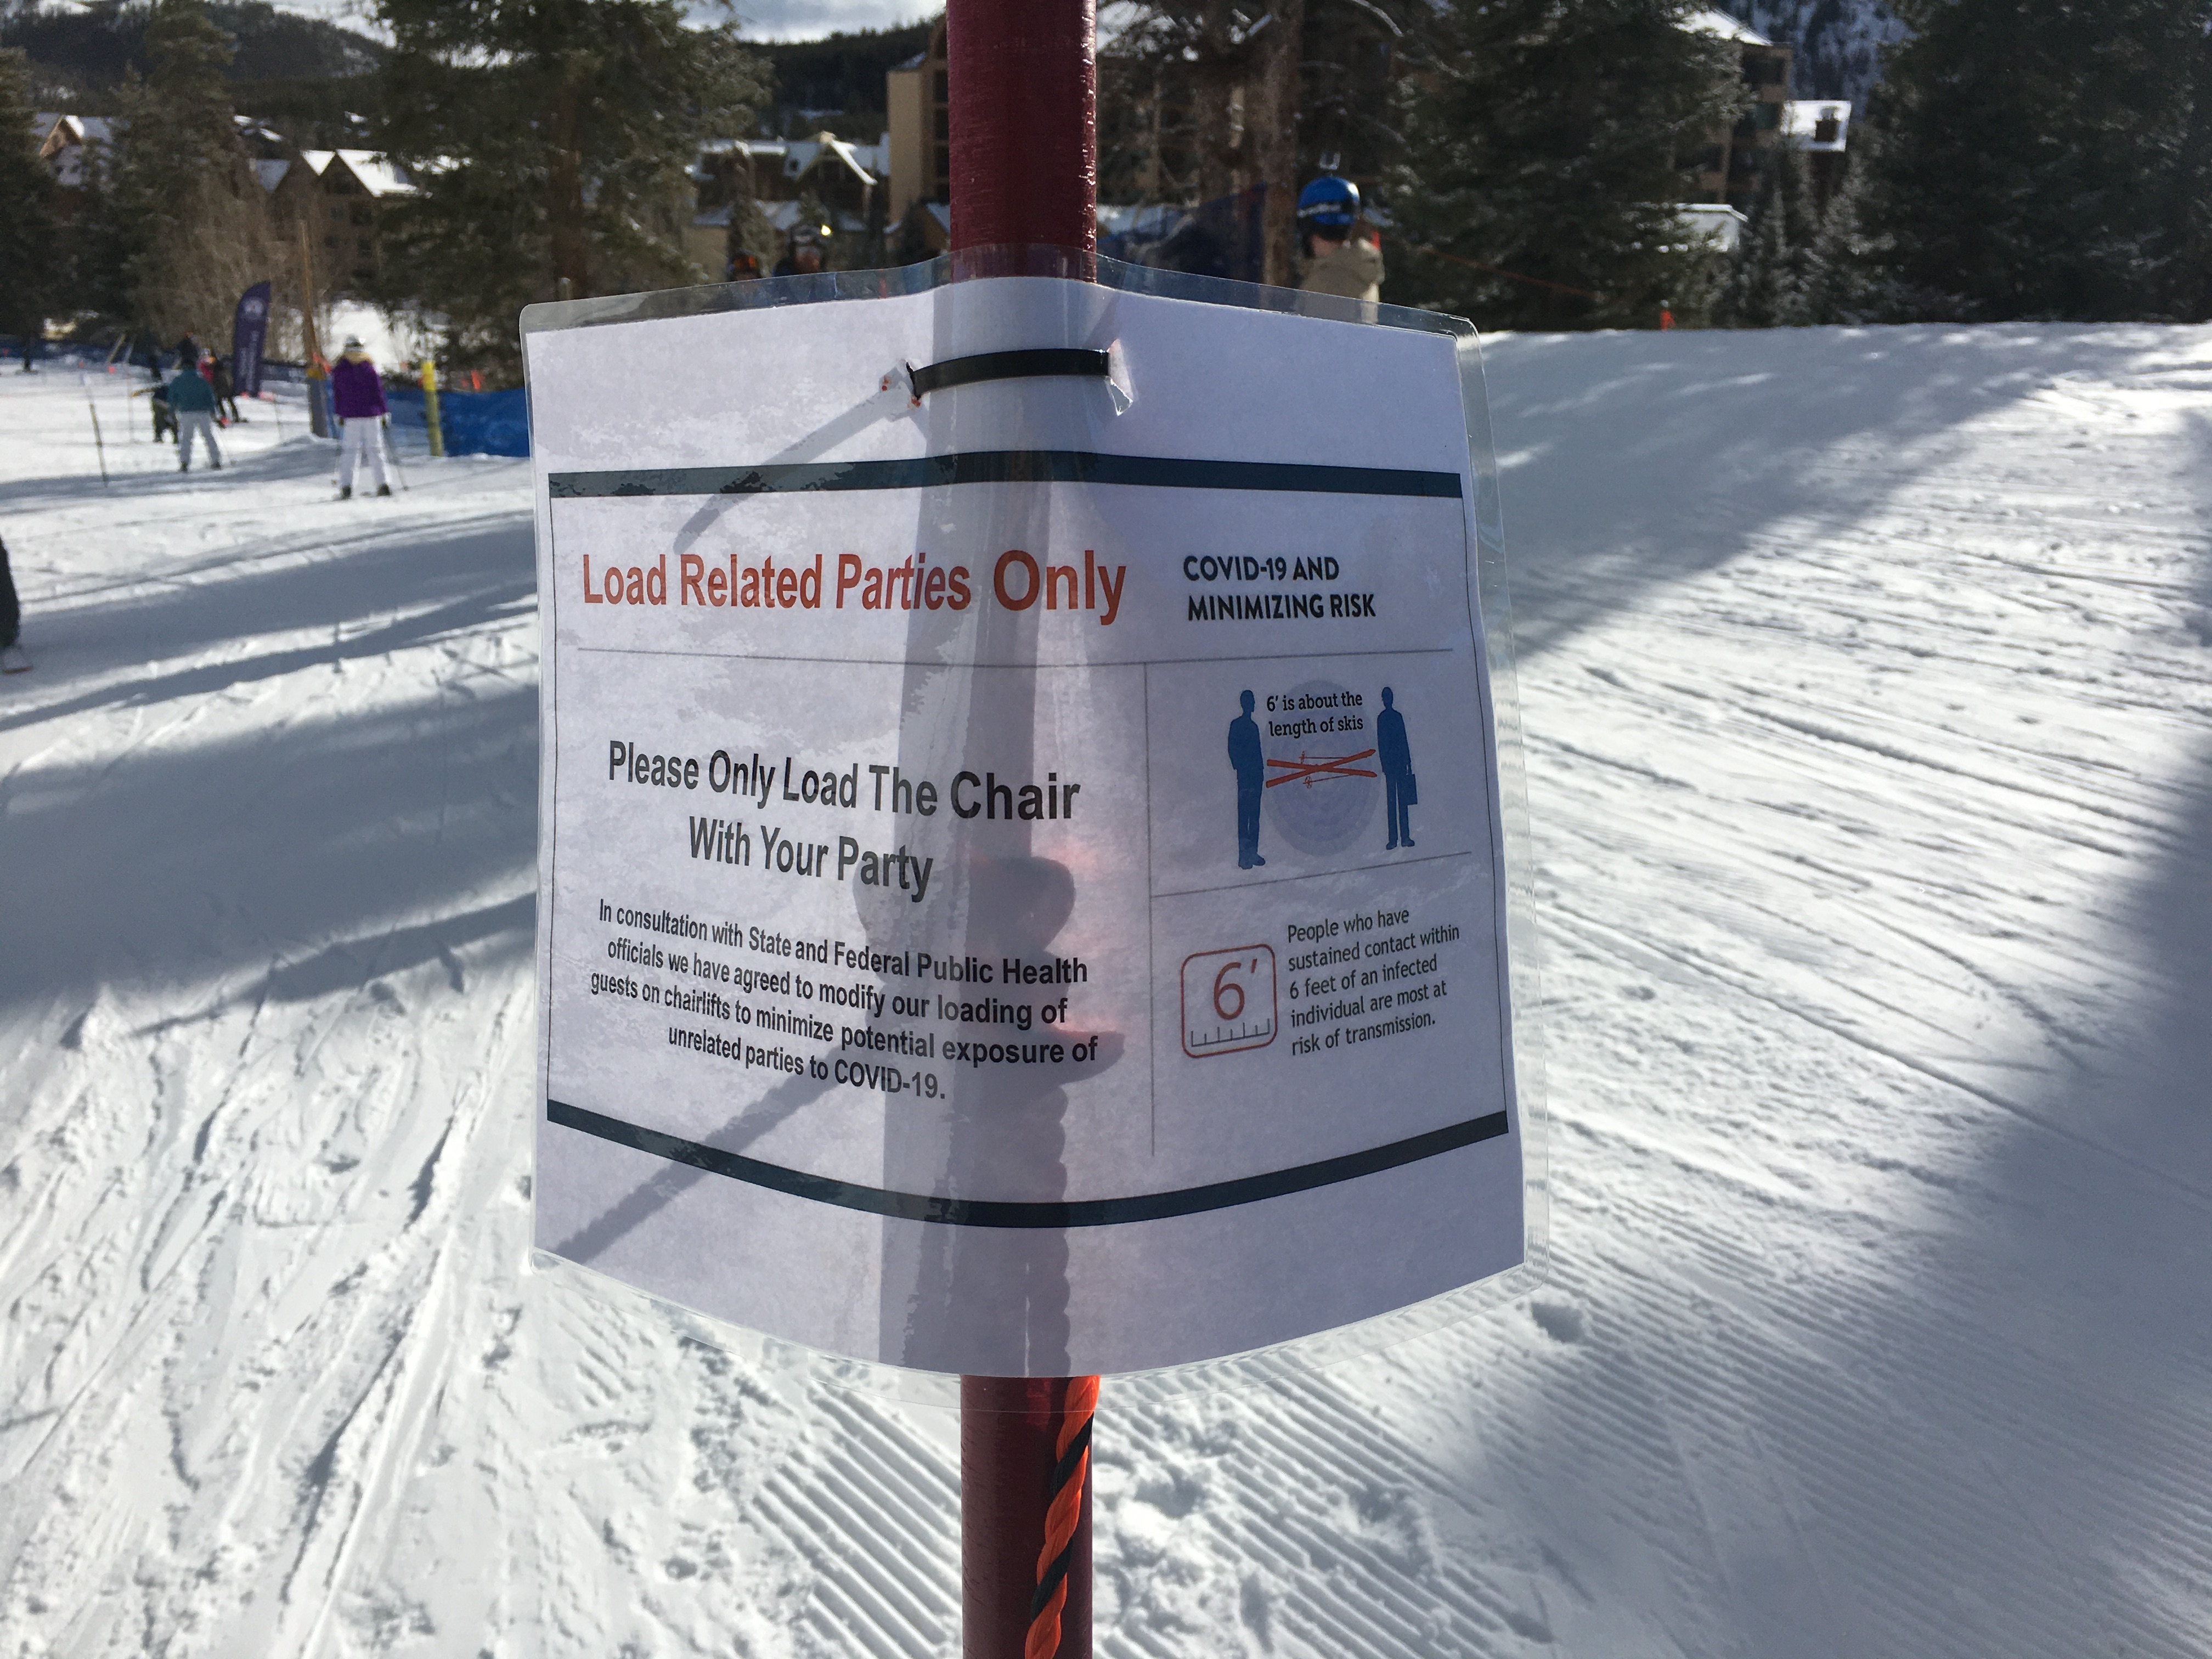 Load Related Parties Only
COVID-19 AND
MINIMIZING RISK
Please Only Load The Chair
With Your Party
In consultation with State and Federal Public Health
officials we have agreed to modify our loading of
guests on chairlifts to minimize potential exposure of
unrelated parties to COVID-19.
6' is about the
length of skis
6'
People who have
sustained contact within
6 feet of an infected
individual are most at
risk of transmission.